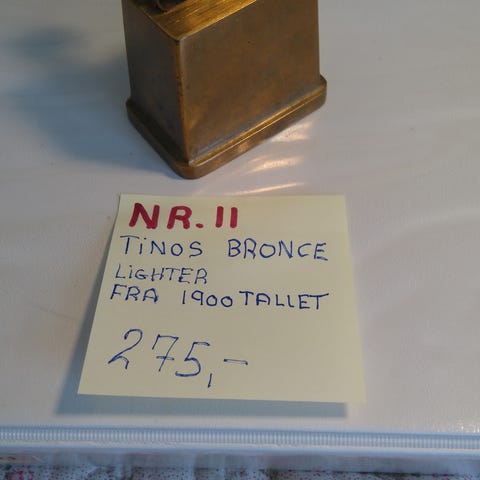 NR. 11
TiNOS BRONCE
LiGHTER
FRA 1900 TALLET
275,-